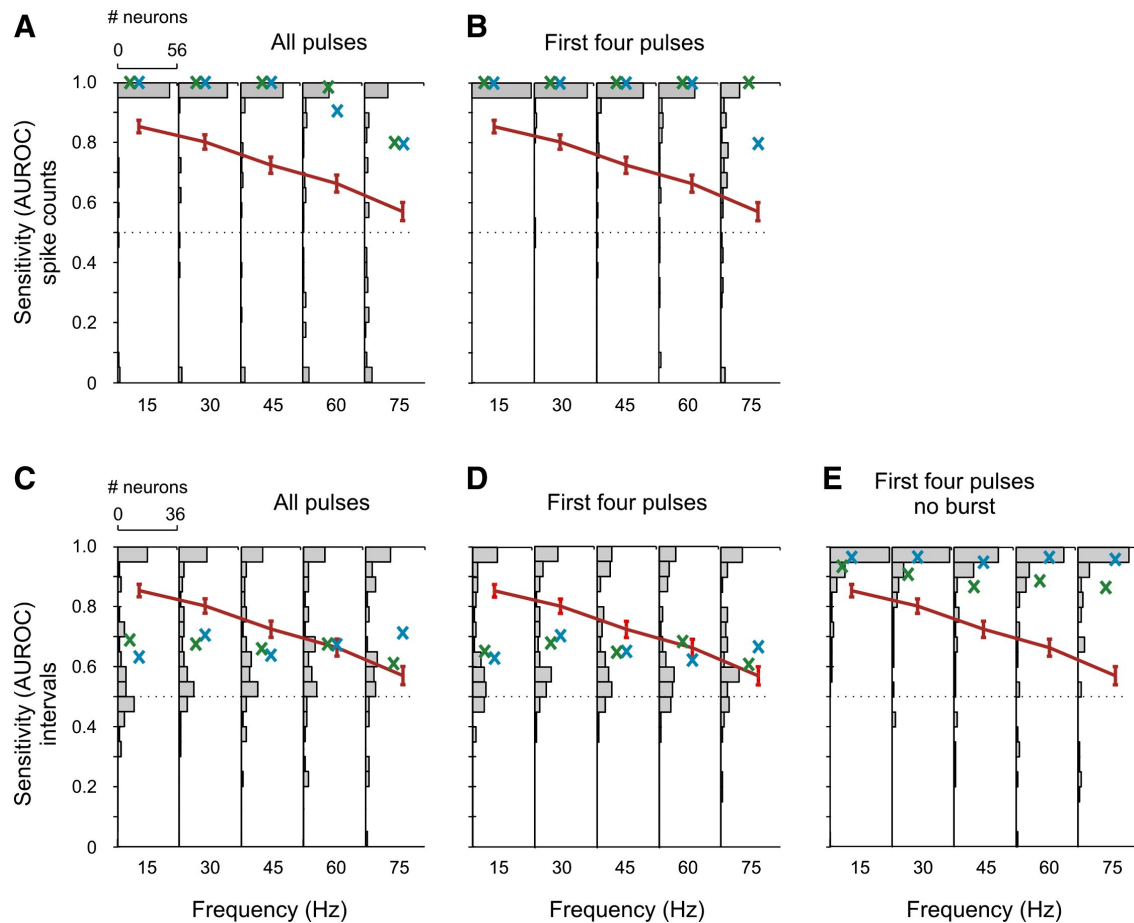 A
# neurons
0 56
All pulses
B
First four pulses
Sensitivity (AUROC)
spike counts
1.0
0.8
0.6
0.4
0.2
0
15 30 45 60 75
15 30 45 60 75
C
# neurons
0 36
All pulses
D
First four pulses
E
First four pulses
no burst
Sensitivity (AUROC)
intervals
1.0
0.8
0.6
0.4
0.2
0
15 30 45 60 75
15 30 45 60 75
15 30 45 60 75
Frequency (Hz)
Frequency (Hz)
Frequency (Hz)